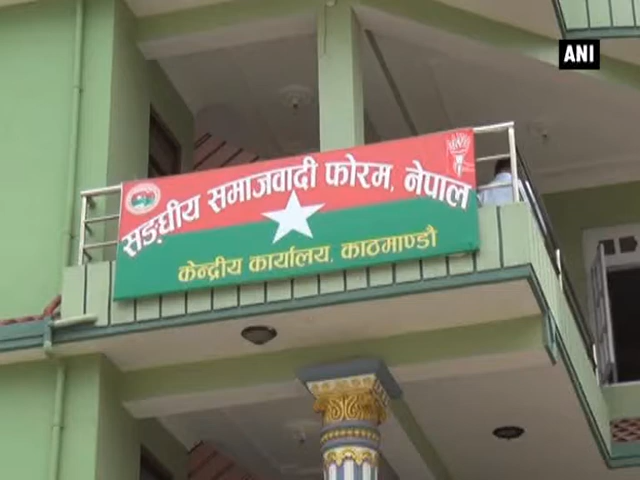 ANI
सङ्घीय समाजवादी फोरम, नेपाल
केन्द्रीय कार्यालय, काठमाण्डौ